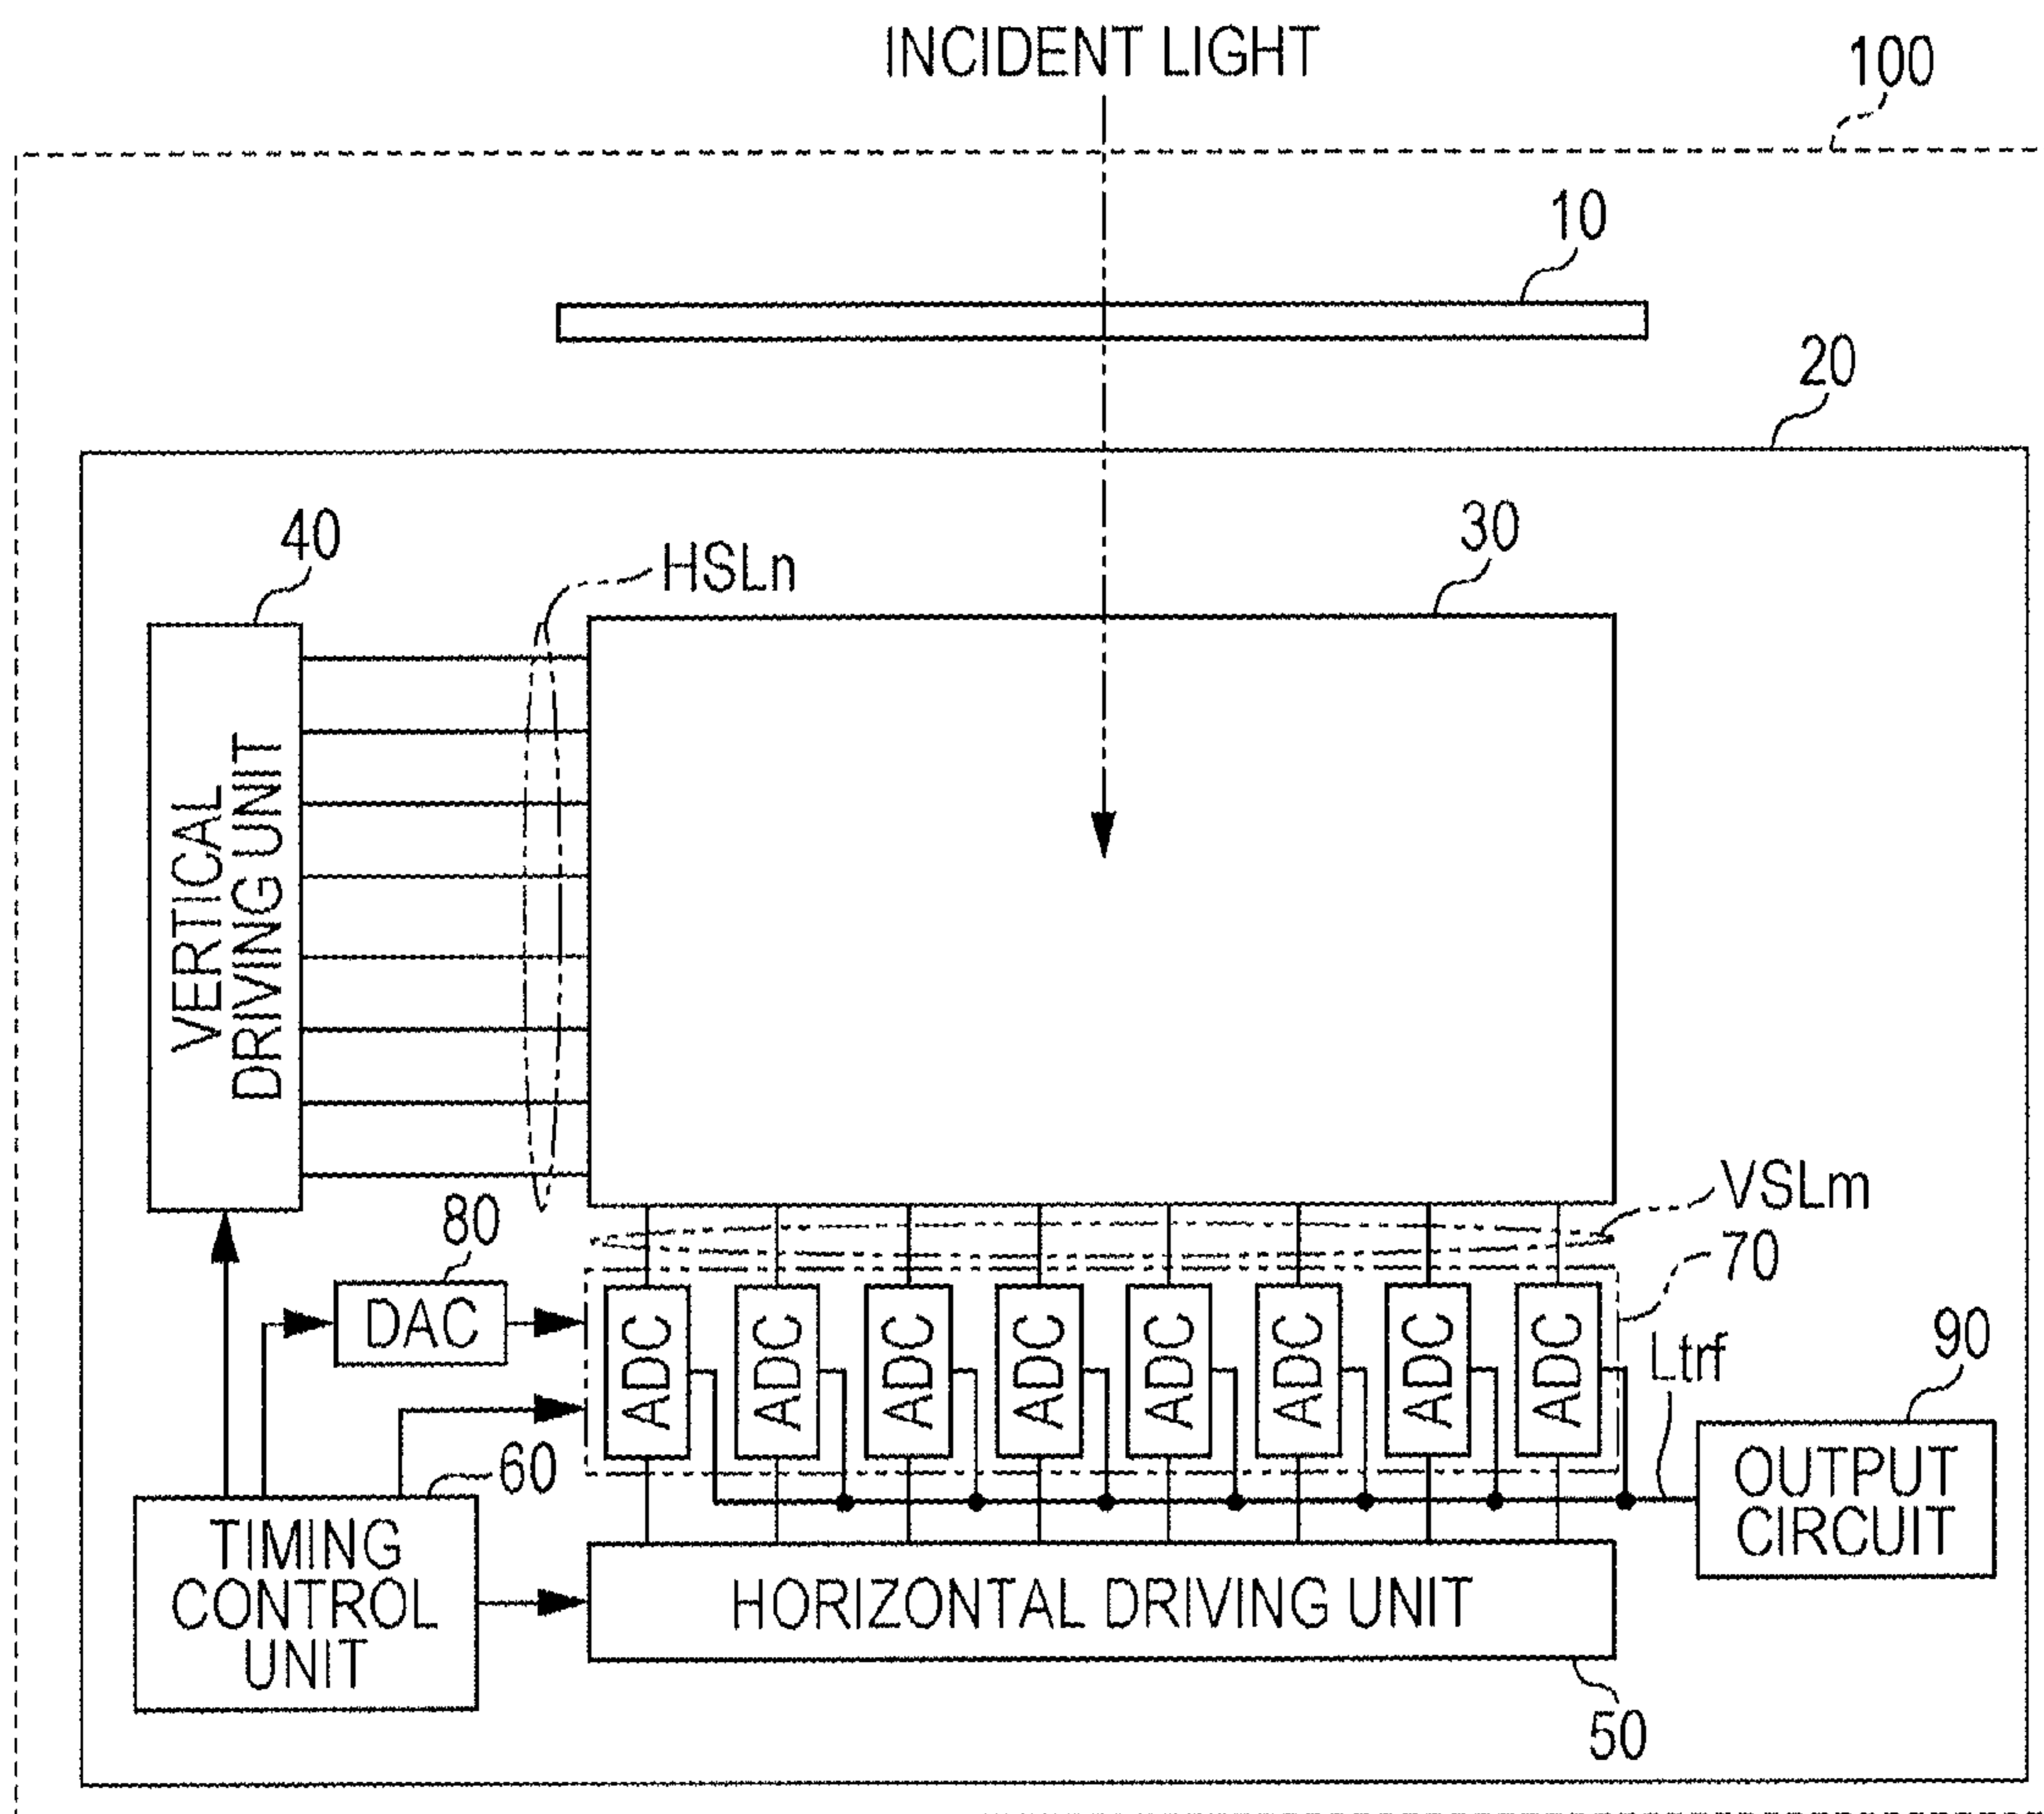 INCIDENT LIGHT
100
10
20
40
HSLn
30
VERTICAL
DRIVING UNIT
VSLm
80
70
DAC
ADC
ADC
ADC
ADC
ADC
ADC
ADC
ADC
Ltrf
90
60
OUTPUT
CIRCUIT
TIMING
CONTROL
UNIT
HORIZONTAL DRIVING UNIT
50